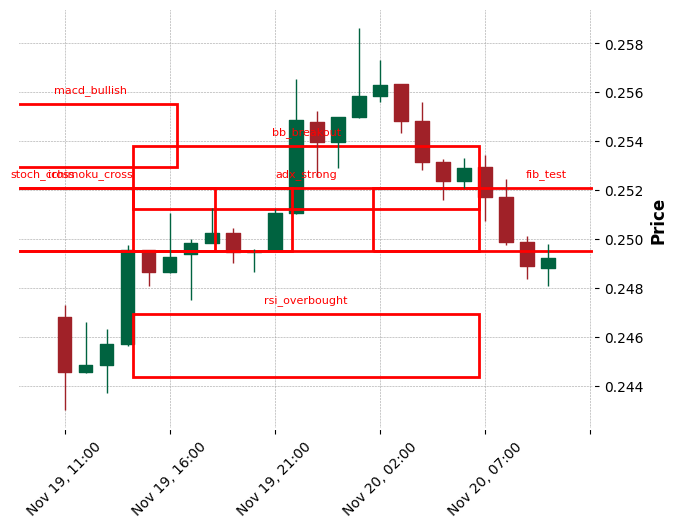 0.258
macd_bullish
0.256
bb_breakout
0.254
stoch_cross
ichimoku_cross
adx_strong
fib_test
0.252
0.250
0.248
rsi_overbought
0.246
0.244
Price
Nov 19, 11:00
Nov 19, 16:00
Nov 19, 21:00
Nov 20, 02:00
Nov 20, 07:00